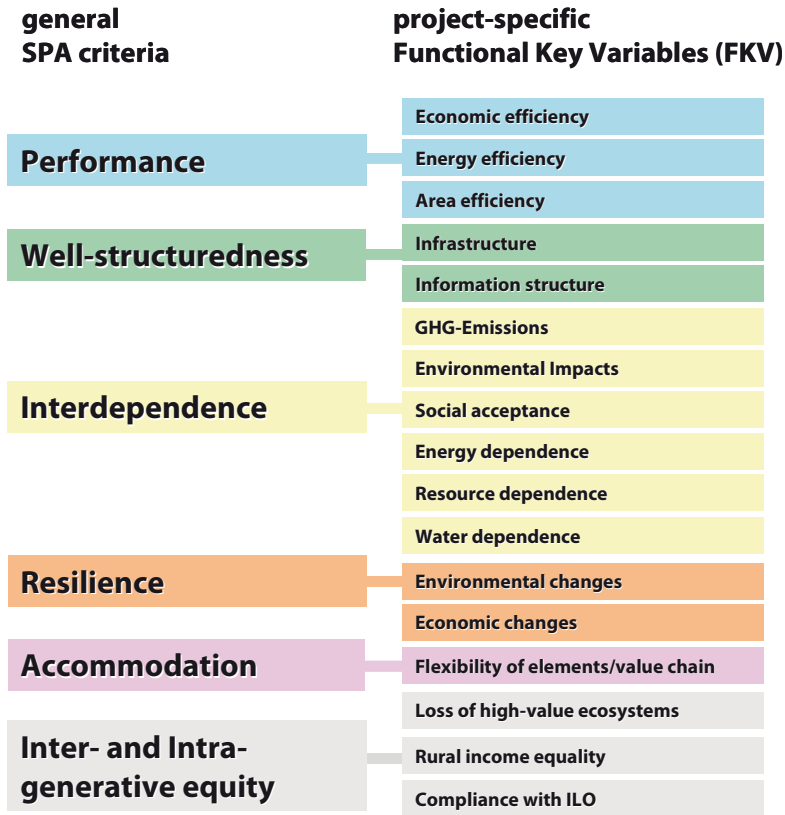 general
SPA criteria
project-specific
Functional Key Variables (FKV)
Performance
Economic efficiency
Energy efficiency
Area efficiency
Well-structuredness
Infrastructure
Information structure
Interdependence
GHG-Emissions
Environmental Impacts
Social acceptance
Energy dependence
Resource dependence
Water dependence
Resilience
Environmental changes
Economic changes
Accommodation
Flexibility of elements/value chain
Inter- and Intra-
generative equity
Loss of high-value ecosystems
Rural income equality
Compliance with ILO